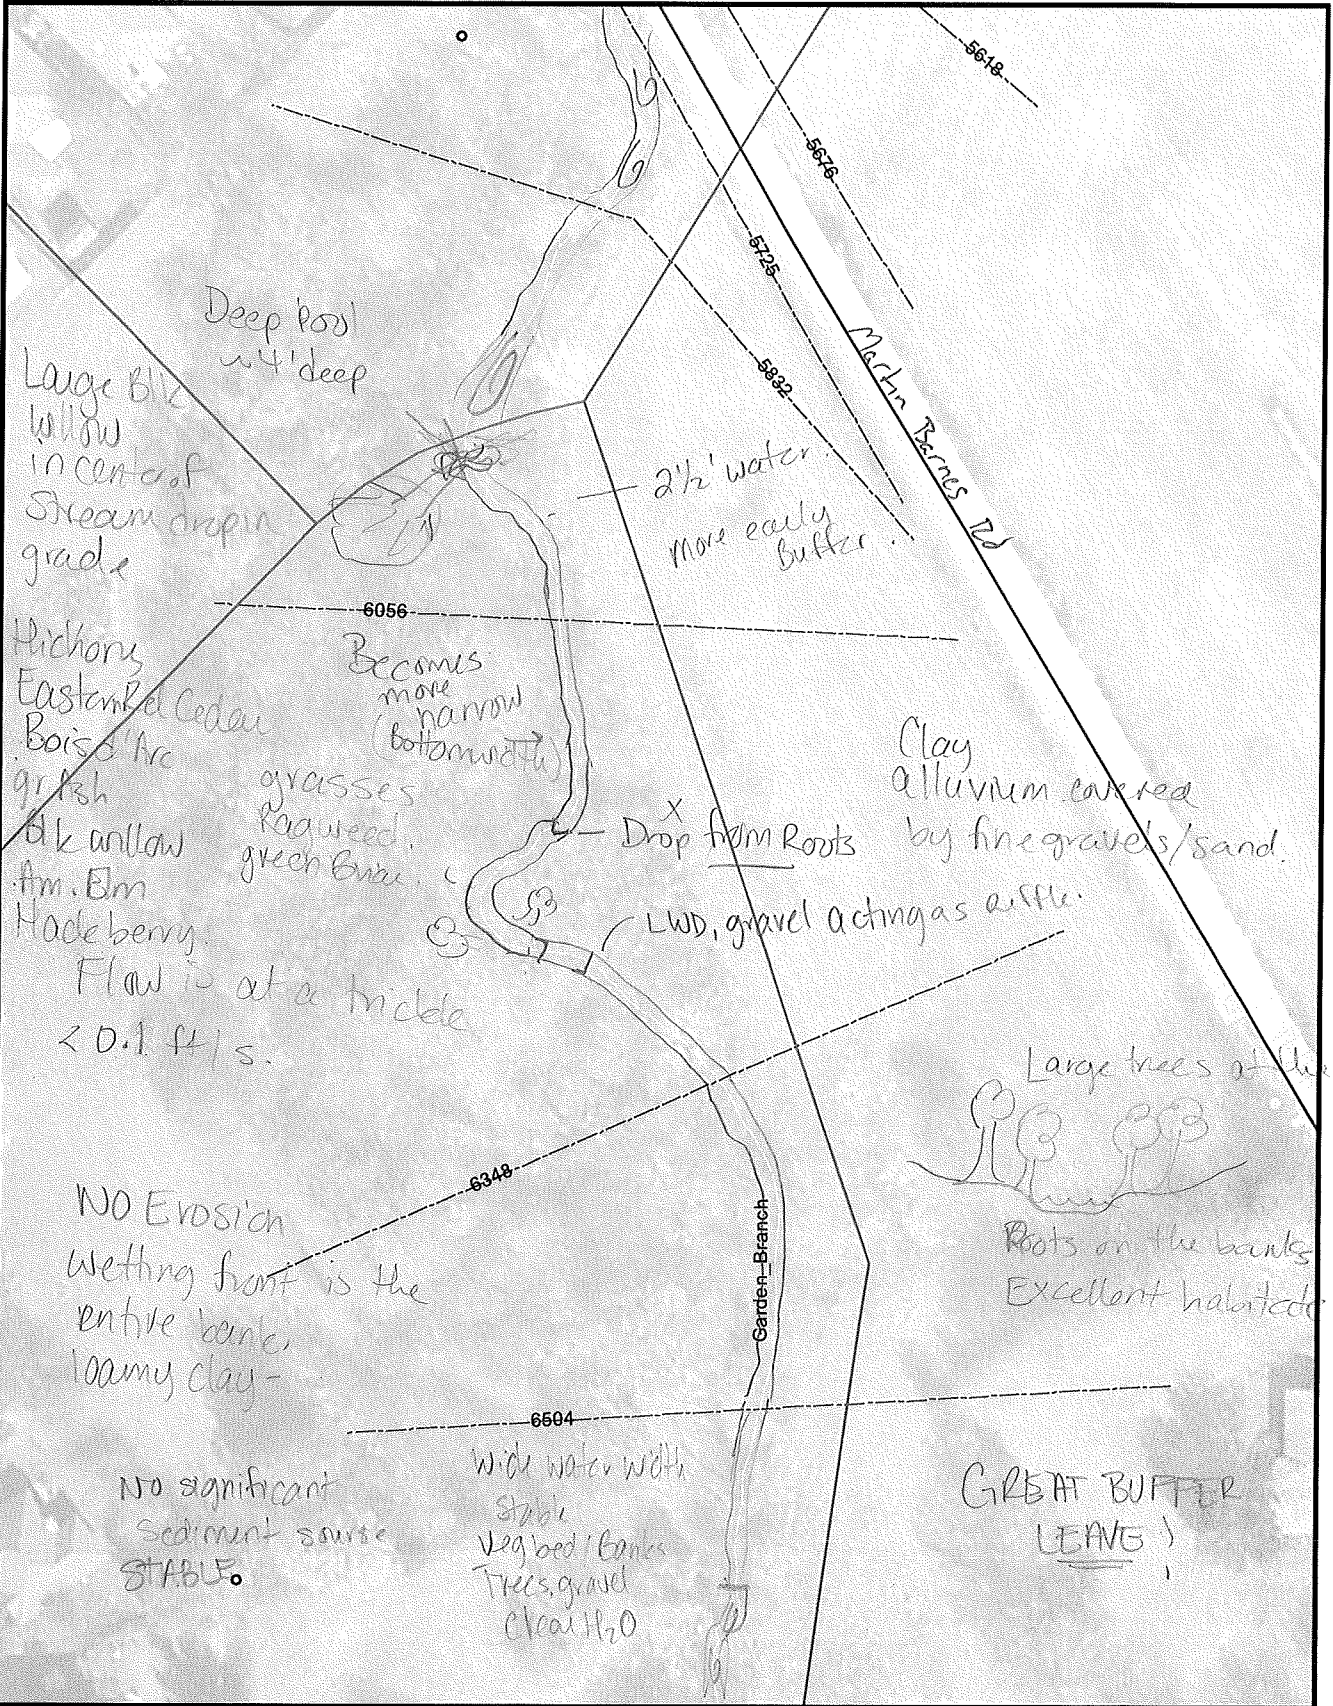 5618
5676
5725
5832
Martin Barnes Rd
Deep Pool
~4' deep
Large Blk
Willow
in center of
Stream drop in
grade
2½' water
more early
Buffer
6056
Hickory
Eastern Red Cedar
Bois d'Arc
gr Ash
Blk willow
Am. Elm
Hackberry
Becomes
more
narrow
(bottom width)
grasses
Ragweed
green Briar
X
Drop from Roots
Clay
alluvium covered
by fine gravels/sand.
LWD, gravel acting as riffle.
Flow is at a trickle
< 0.1 ft/s.
Large trees at the
6348
NO Erosion
Wetting front is the
entire bank,
loamy clay -
Garden_Branch
Roots on the banks
Excellent habitat
6504
No significant
Sediment sourse
STABLE
Wide water width
Stable
Veg bed/Banks
Trees, gravel
Clear H2O
GREAT BUFFER
LEAVE !